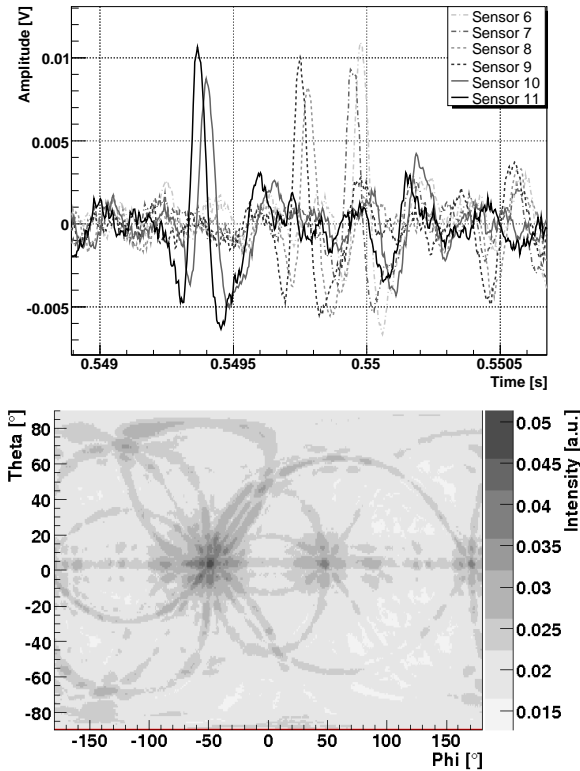 Amplitude [V]
0.01
0.005
0
-0.005
Sensor 6
Sensor 7
Sensor 8
Sensor 9
Sensor 10
Sensor 11
0.549
0.5495
0.55
0.5505
Time [s]
Theta [°]
80
60
40
20
0
-20
-40
-60
-80
-150
-100
-50
0
50
100
150
Phi [°]
0.05
0.045
0.04
0.035
0.03
0.025
0.02
0.015
Intensity [a.u.]